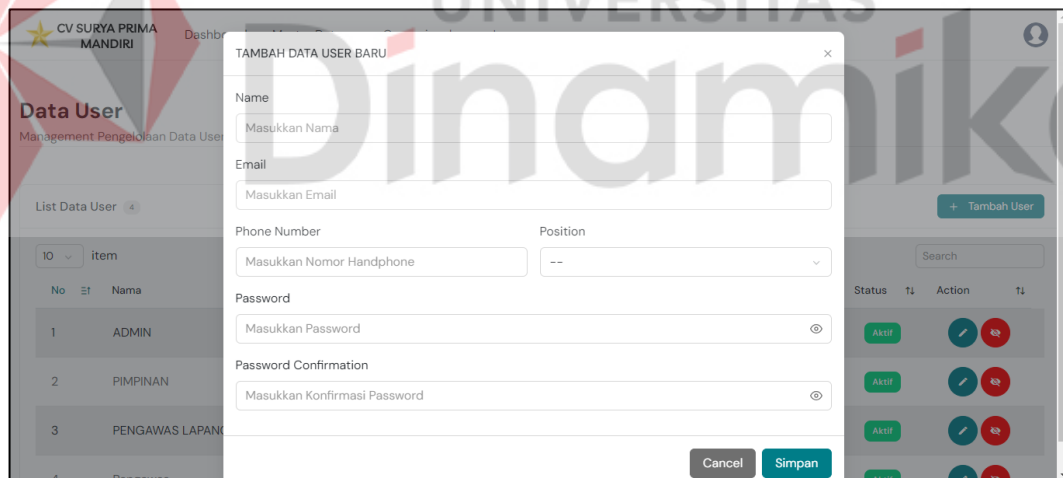 UNIVERSITAS
Dinamika
CV SURYA PRIMA
MANDIRI
TAMBAH DATA USER BARU
×
Data User
Management Pengelolaan Data User
Name
Masukkan Nama
Email
Masukkan Email
List Data User 4
+ Tambah User
Phone Number Position
Masukkan Nomor Handphone --
10 item
Search
No Nama Status Action
Password
Masukkan Password
1 ADMIN Aktif
Password Confirmation
Masukkan Konfirmasi Password
2 PIMPINAN Aktif
3 PENGAWAS Aktif
Cancel Simpan